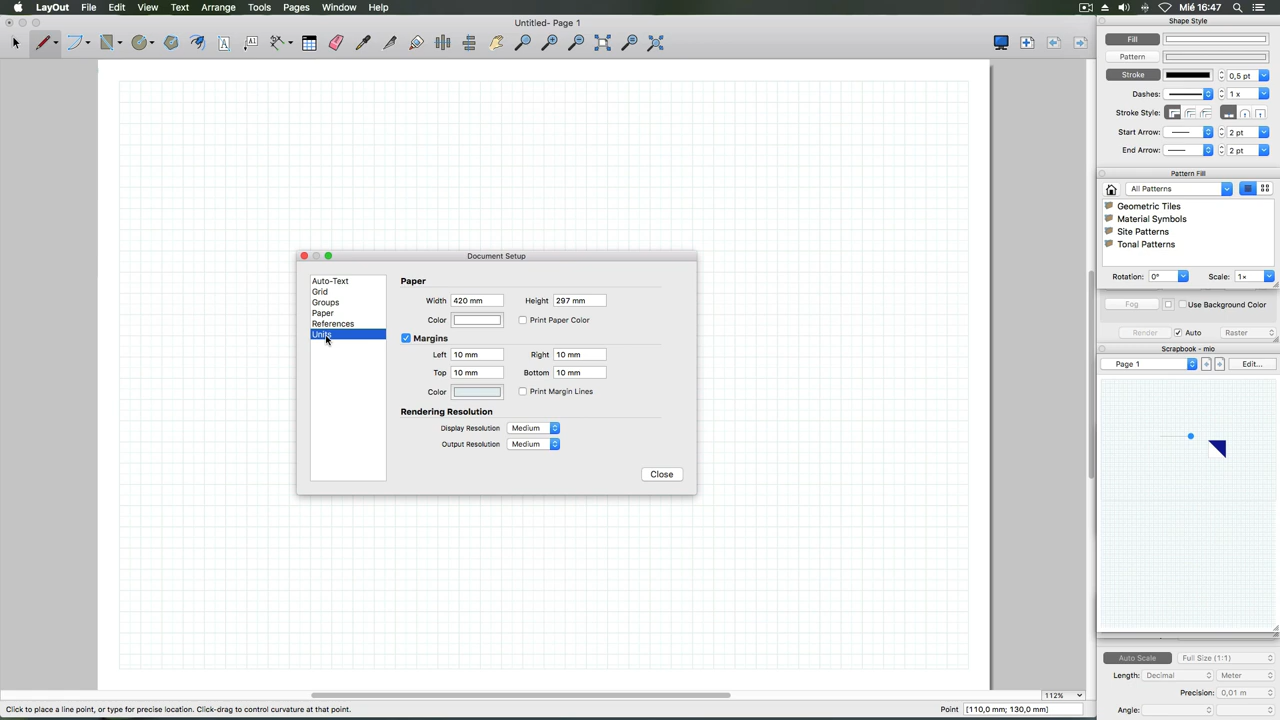 LayOut File Edit View Text Arrange Tools Pages Window Help
Mié 16:47
Untitled- Page 1
Shape Style
Fill
Pattern
Stroke 0,5 pt
Dashes: 1 x
Stroke Style:
Start Arrow: 2 pt
End Arrow: 2 pt
Pattern Fill
All Patterns
Geometric Tiles
Material Symbols
Site Patterns
Tonal Patterns
Rotation: 0° Scale: 1×
Fog Use Background Color
Render Auto Raster
Scrapbook - mio
Page 1 Edit...
Auto Scale Full Size (1:1)
Length: Decimal Meter
Precision: 0,01 m
Angle:
Document Setup
Auto-Text
Grid
Groups
Paper
References
Units
Paper
Width 420 mm Height 297 mm
Color Print Paper Color
Margins
Left 10 mm Right 10 mm
Top 10 mm Bottom 10 mm
Color Print Margin Lines
Rendering Resolution
Display Resolution Medium
Output Resolution Medium
Close
112%
Click to place a line point, or type for precise location. Click-drag to control curvature at that point.
Point [110,0 mm; 130,0 mm]